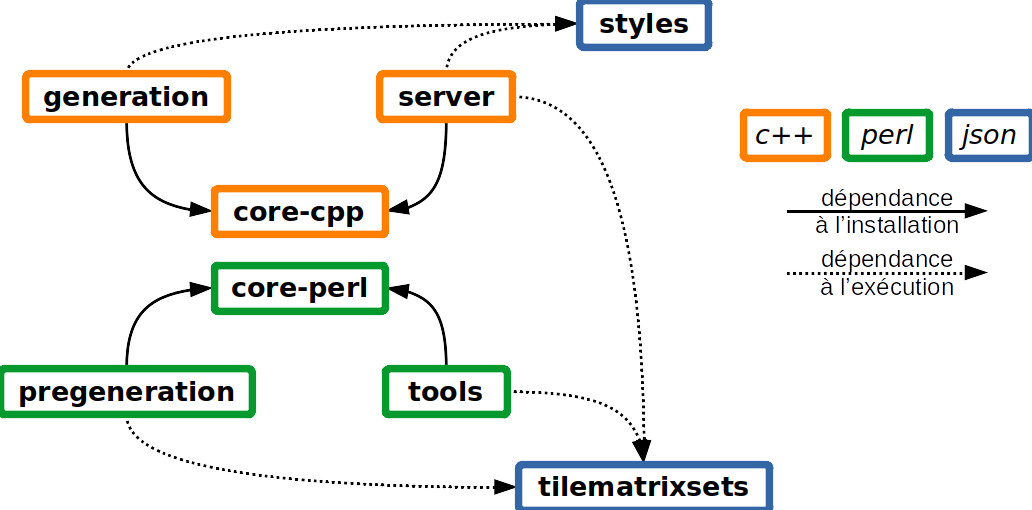 styles
generation
server
c++
perl
json
core-cpp
dépendance
à l’installation
dépendance
à l’exécution
core-perl
pregeneration
tools
tilematrixsets